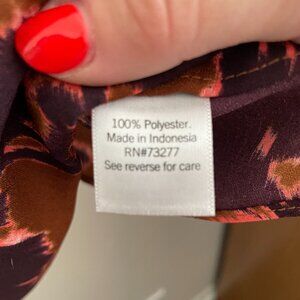 100% Polyester.
Made in Indonesia
RN#73277
See reverse for care